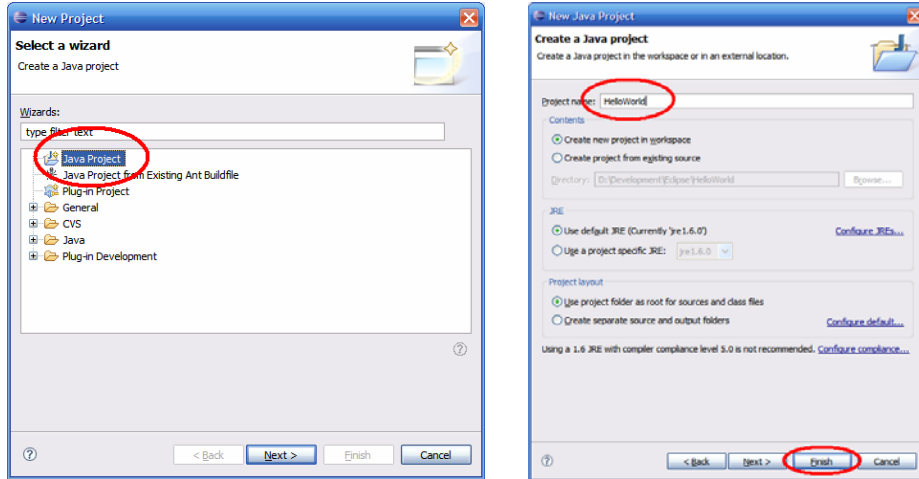 New Project
Select a wizard
Create a Java project
Wizards:
type filter text
Java Project
Java Project from Existing Ant Buildfile
Plug-in Project
General
CVS
Java
Plug-in Development
< Back
Next >
Finish
Cancel
New Java Project
Create a Java project
Create a Java project in the workspace or in an external location.
Project name: HelloWorld
Contents
Create new project in workspace
Create project from existing source
Directory: D:\Development\Eclipse\HelloWorld Browse...
JRE
Use default JRE (Currently 'jre1.6.0') Configure JREs...
Use a project specific JRE: jre1.6.0
Project layout
Use project folder as root for sources and class files
Create separate source and output folders Configure default...
Using a 1.6 JRE with compiler compliance level 5.0 is not recommended. Configure compliance...
< Back
Next >
Finish
Cancel